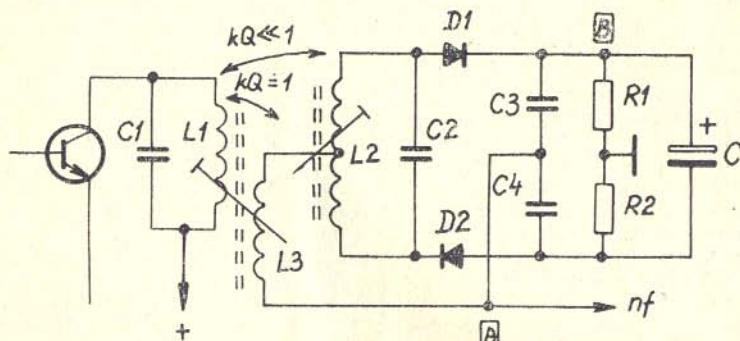 kQ≪1
kQ=1
D1
B
C1
L1
L2
C2
C3
R1
+
C
C4
R2
D2
L3
+
A
nf